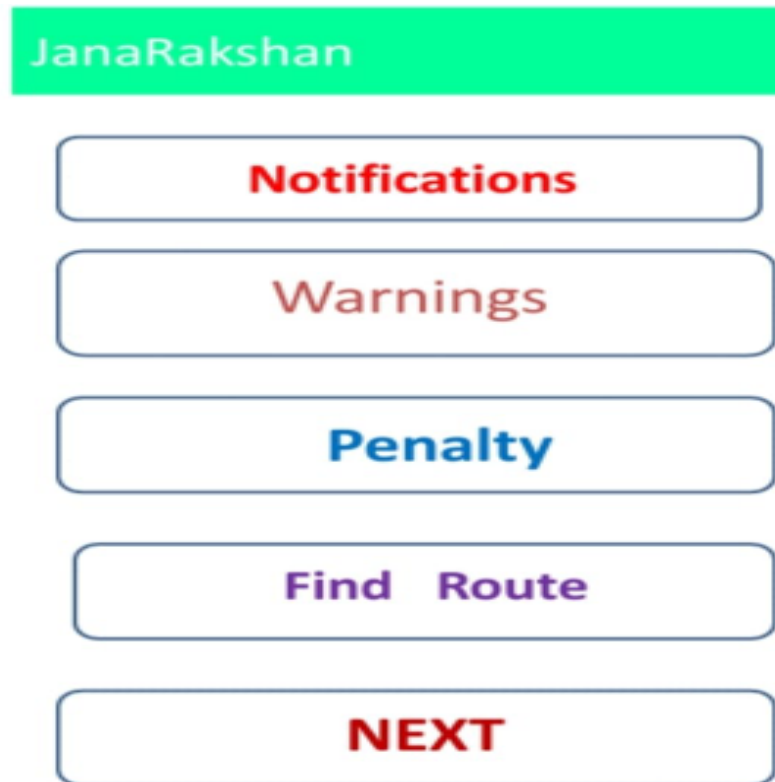 JanaRakshan
Notifications
Warnings
Penalty
Find Route
NEXT